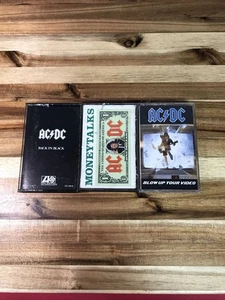 AC/DC
BACK IN BLACK
MONEYTALKS
AC/DC
AC/DC
BLOW UP YOUR VIDEO